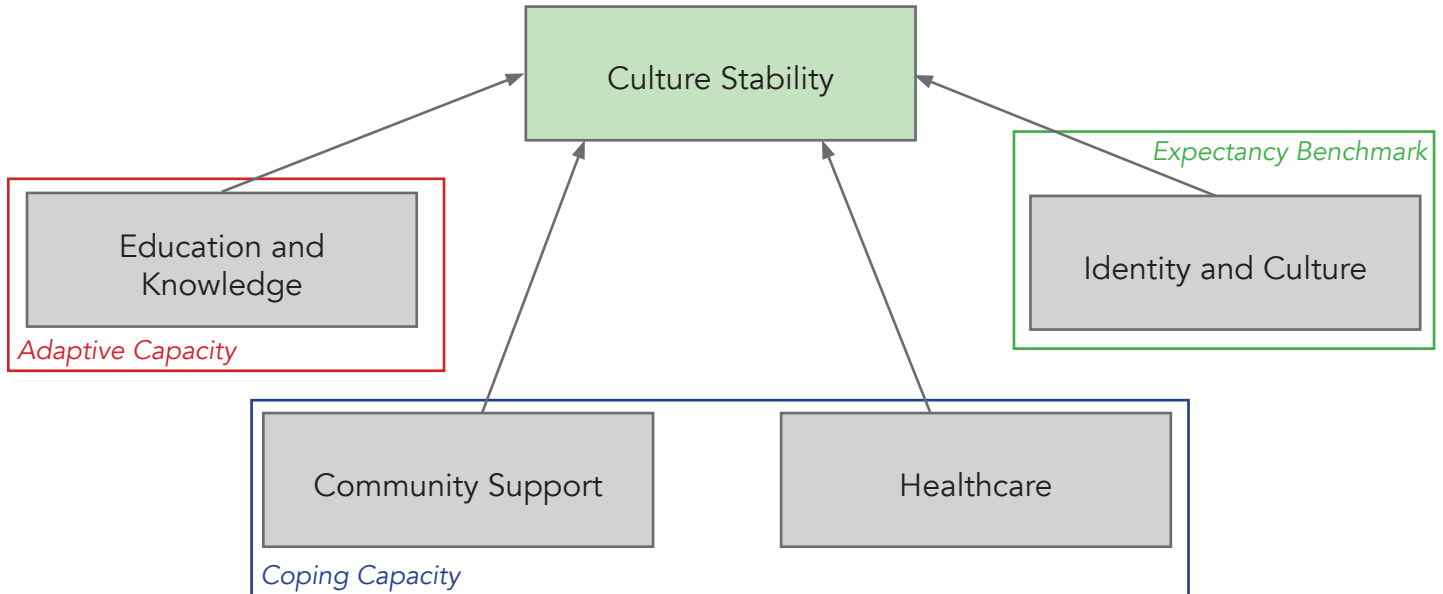 Culture Stability
Expectancy Benchmark
Education and
Knowledge
Identity and Culture
Adaptive Capacity
Community Support
Healthcare
Coping Capacity